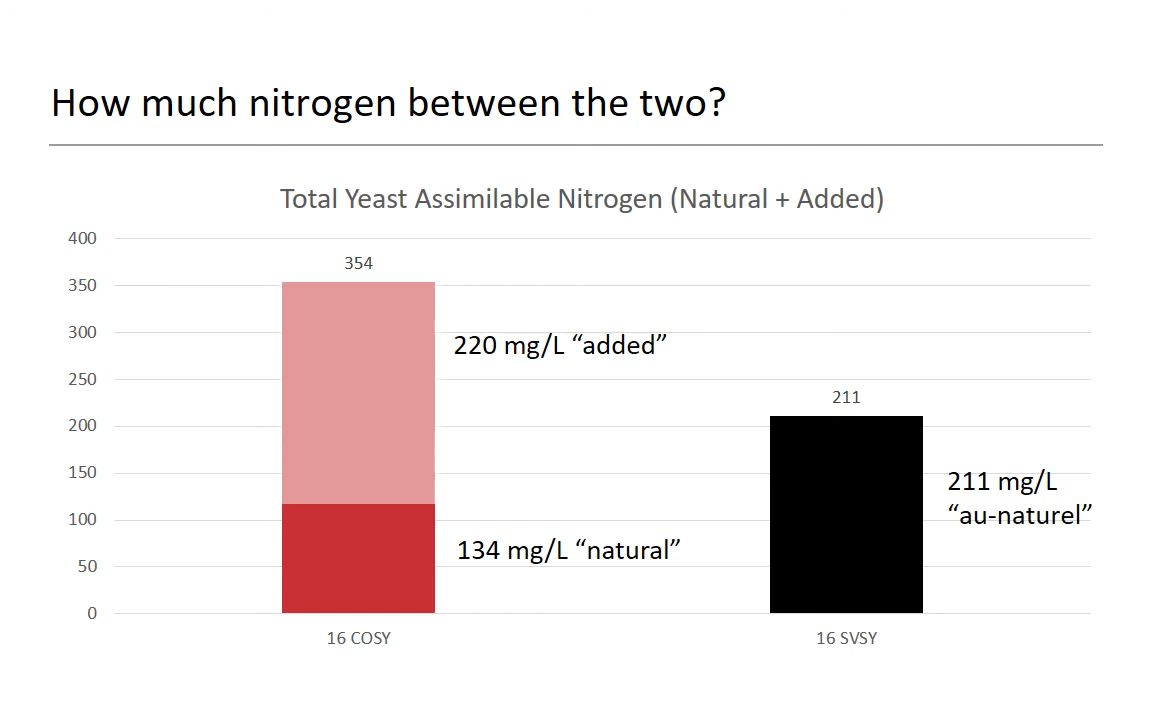 How much nitrogen between the two?
Total Yeast Assimilable Nitrogen (Natural + Added)
400
350
300
250
200
150
100
50
0
354
220 mg/L “added”
134 mg/L “natural”
211
211 mg/L
“au-naturel”
16 COSY
16 SVSY